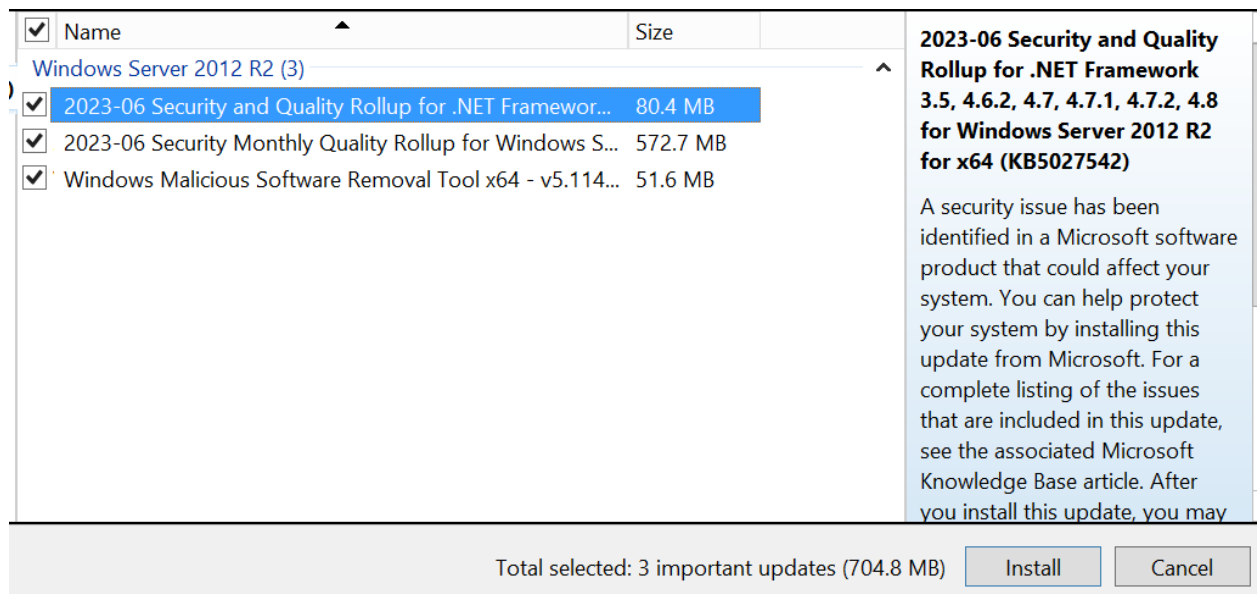 Name Size
Windows Server 2012 R2 (3)
2023-06 Security and Quality Rollup for .NET Framewor... 80.4 MB
2023-06 Security Monthly Quality Rollup for Windows S... 572.7 MB
Windows Malicious Software Removal Tool x64 - v5.114... 51.6 MB
2023-06 Security and Quality
Rollup for .NET Framework
3.5, 4.6.2, 4.7, 4.7.1, 4.7.2, 4.8
for Windows Server 2012 R2
for x64 (KB5027542)
A security issue has been
identified in a Microsoft software
product that could affect your
system. You can help protect
your system by installing this
update from Microsoft. For a
complete listing of the issues
that are included in this update,
see the associated Microsoft
Knowledge Base article. After
you install this update, you may
Total selected: 3 important updates (704.8 MB) Install Cancel